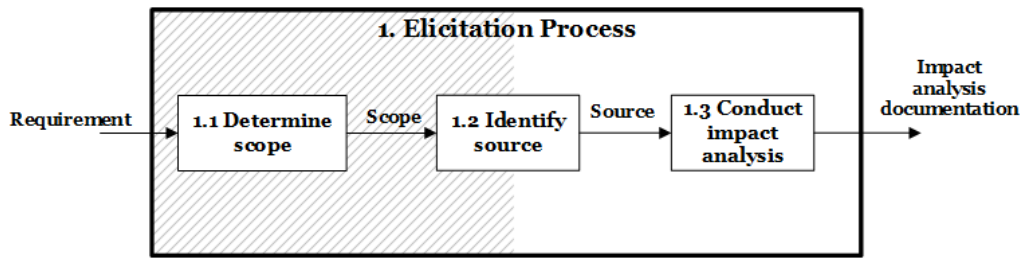 1. Elicitation Process
Requirement
1.1 Determine
scope
Scope
1.2 Identify
source
Source
1.3 Conduct
impact
analysis
Impact
analysis
documentation